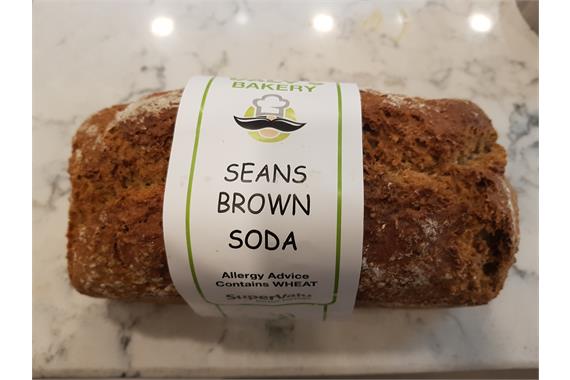 BAKERY
SEANS
BROWN
SODA
Allergy Advice
Contains WHEAT
SuperValu